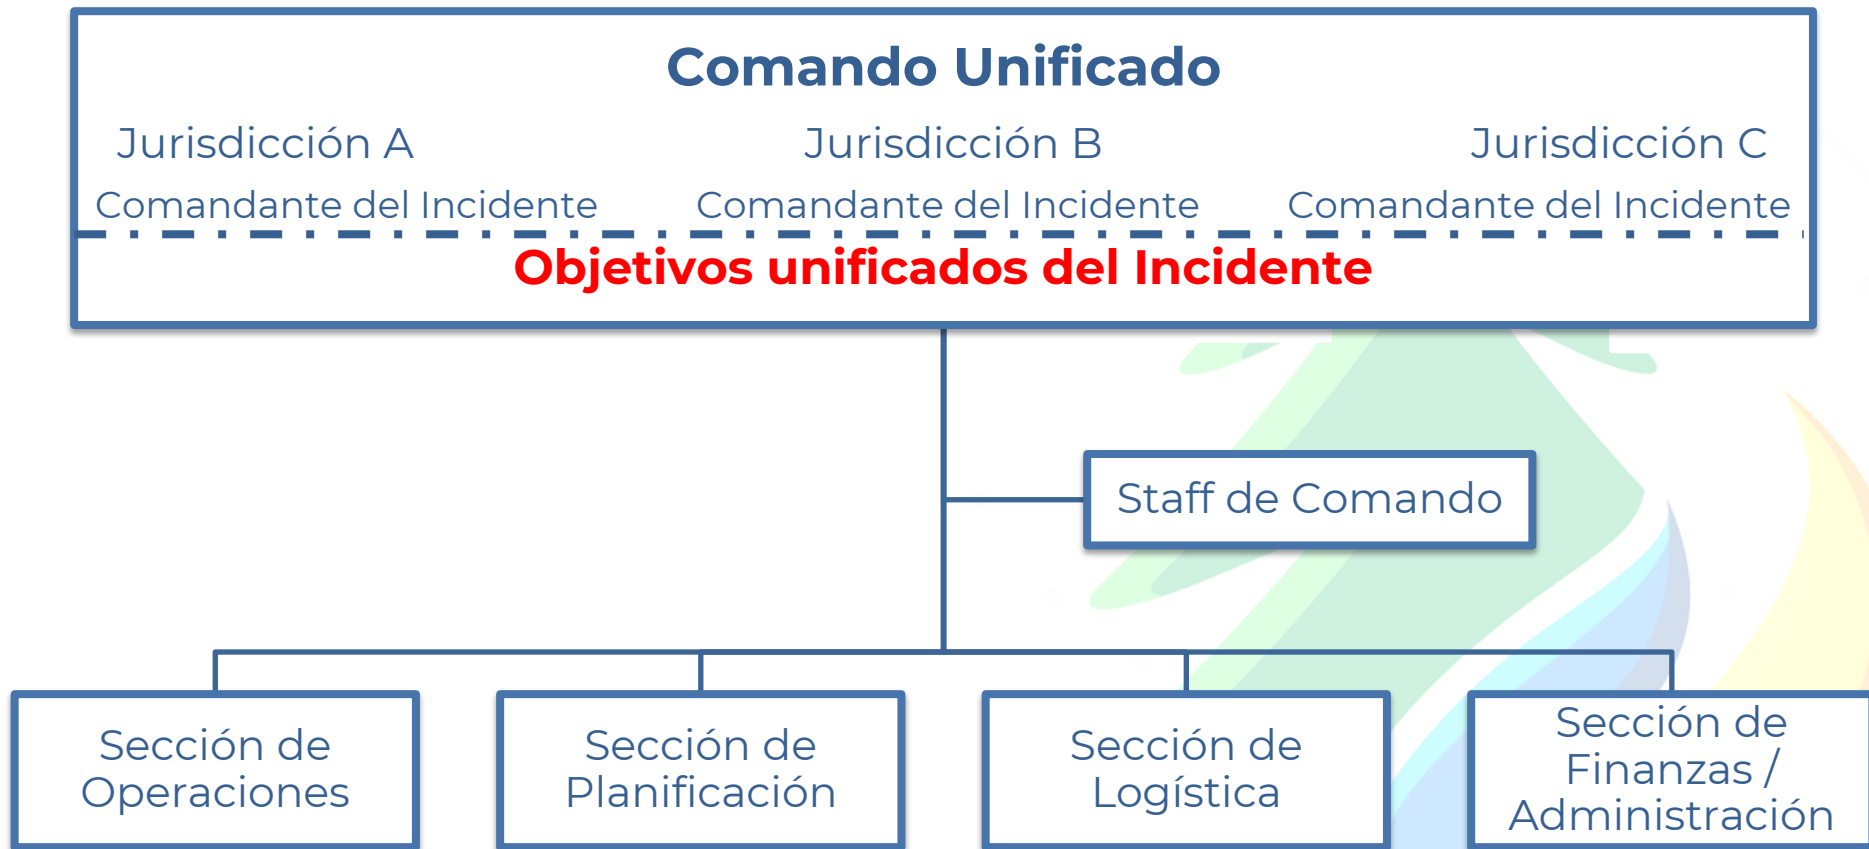 Comando Unificado
Jurisdicción A
Jurisdicción B
Jurisdicción C
Comandante del Incidente
Comandante del Incidente
Comandante del Incidente
Objetivos unificados del Incidente
Staff de Comando
Sección de
Operaciones
Sección de
Planificación
Sección de
Logística
Sección de
Finanzas /
Administración